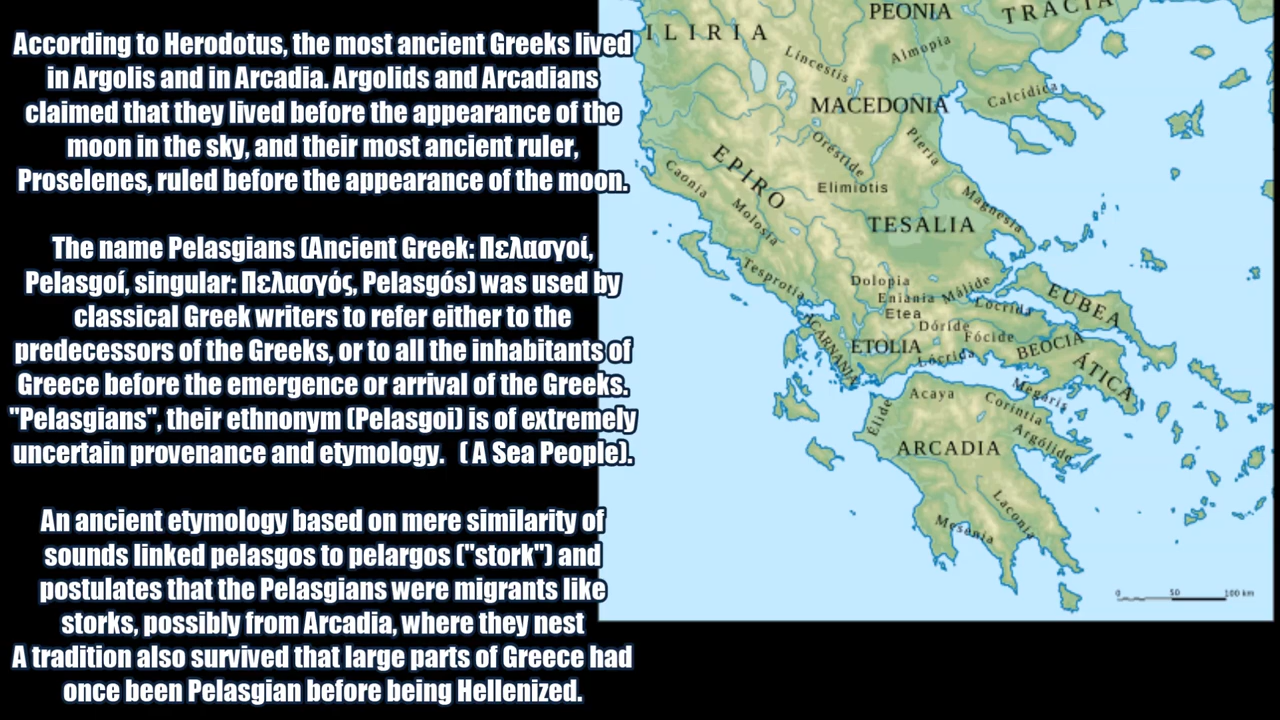 According to Herodotus, the most ancient Greeks lived
in Argolis and in Arcadia. Argolids and Arcadians
claimed that they lived before the appearance of the
moon in the sky, and their most ancient ruler,
Proselenes, ruled before the appearance of the moon.
The name Pelasgians (Ancient Greek: Πελασγοί,
Pelasgoí, singular: Πελασγός, Pelasgós) was used by
classical Greek writers to refer either to the
predecessors of the Greeks, or to all the inhabitants of
Greece before the emergence or arrival of the Greeks.
"Pelasgians", their ethnonym (Pelasgoi) is of extremely
uncertain provenance and etymology. ( A Sea People).
An ancient etymology based on mere similarity of
sounds linked pelasgos to pelargos ("stork") and
postulates that the Pelasgians were migrants like
storks, possibly from Arcadia, where they nest
A tradition also survived that large parts of Greece had
once been Pelasgian before being Hellenized.
ILIRIA
PEONIA
TRACIA
Lincestis
Almopia
MACEDONIA
Calcídica
Oréstide
Pieria
EPIRO
Caonia
Elimiotis
Molosia
Magnesia
TESALIA
Tesprotia
Dolopia
Eniania
Málide
Etea
Lócrida
EUBEA
Dóride
Fócide
ACARNANIA
ETOLIA
Lócrida
BEOCIA
ÁTICA
Acaya
Megáris
Élide
Corintia
Argólide
ARCADIA
Laconia
Mesenia
0 50 100 km